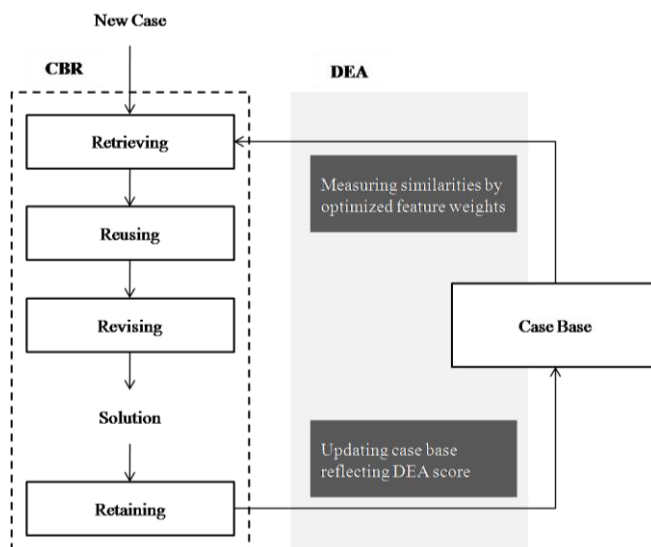 New Case
CBR
DEA
Retrieving
Measuring similarities by
optimized feature weights
Reusing
Revising
Case Base
Solution
Updating case base
reflecting DEA score
Retaining